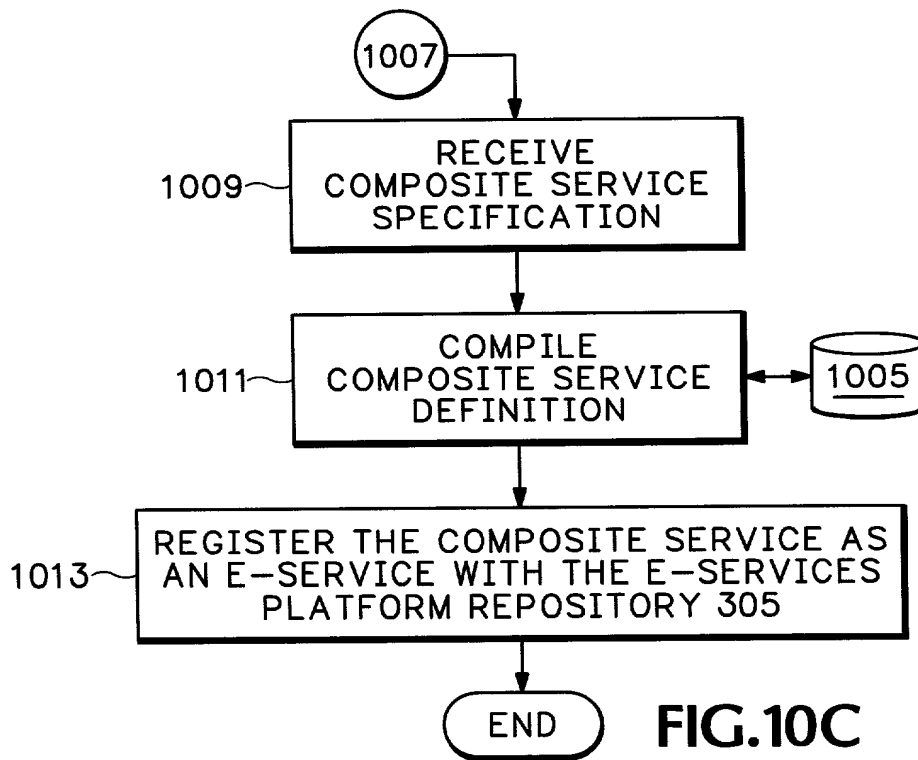 1007
RECEIVE
COMPOSITE SERVICE
SPECIFICATION
1009
COMPILE
COMPOSITE SERVICE
DEFINITION
1011
1005
REGISTER THE COMPOSITE SERVICE AS
AN E-SERVICE WITH THE E-SERVICES
PLATFORM REPOSITORY 305
1013
END
FIG.10C